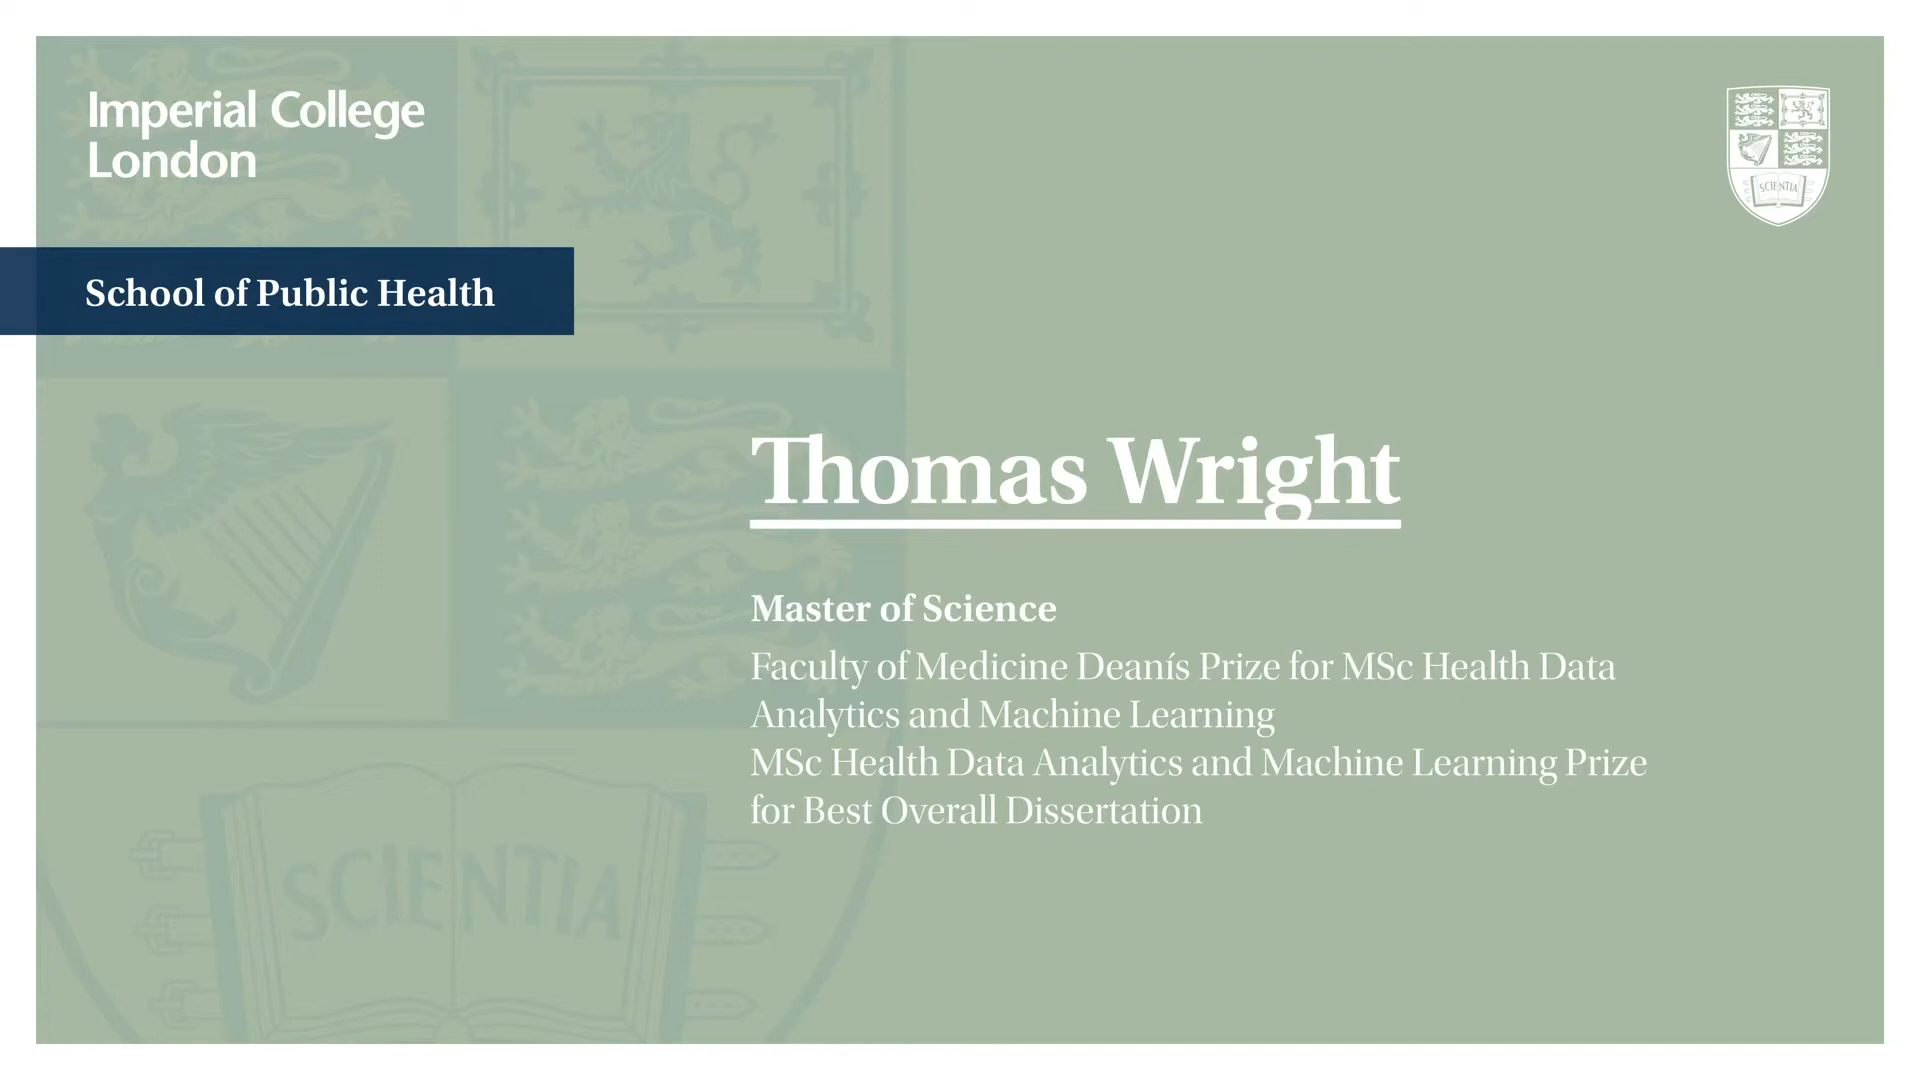 Imperial College
London
School of Public Health
SCIENTIA
Thomas Wright
Master of Science
Faculty of Medicine Deanís Prize for MSc Health Data
Analytics and Machine Learning
MSc Health Data Analytics and Machine Learning Prize
for Best Overall Dissertation
SCIENTIA